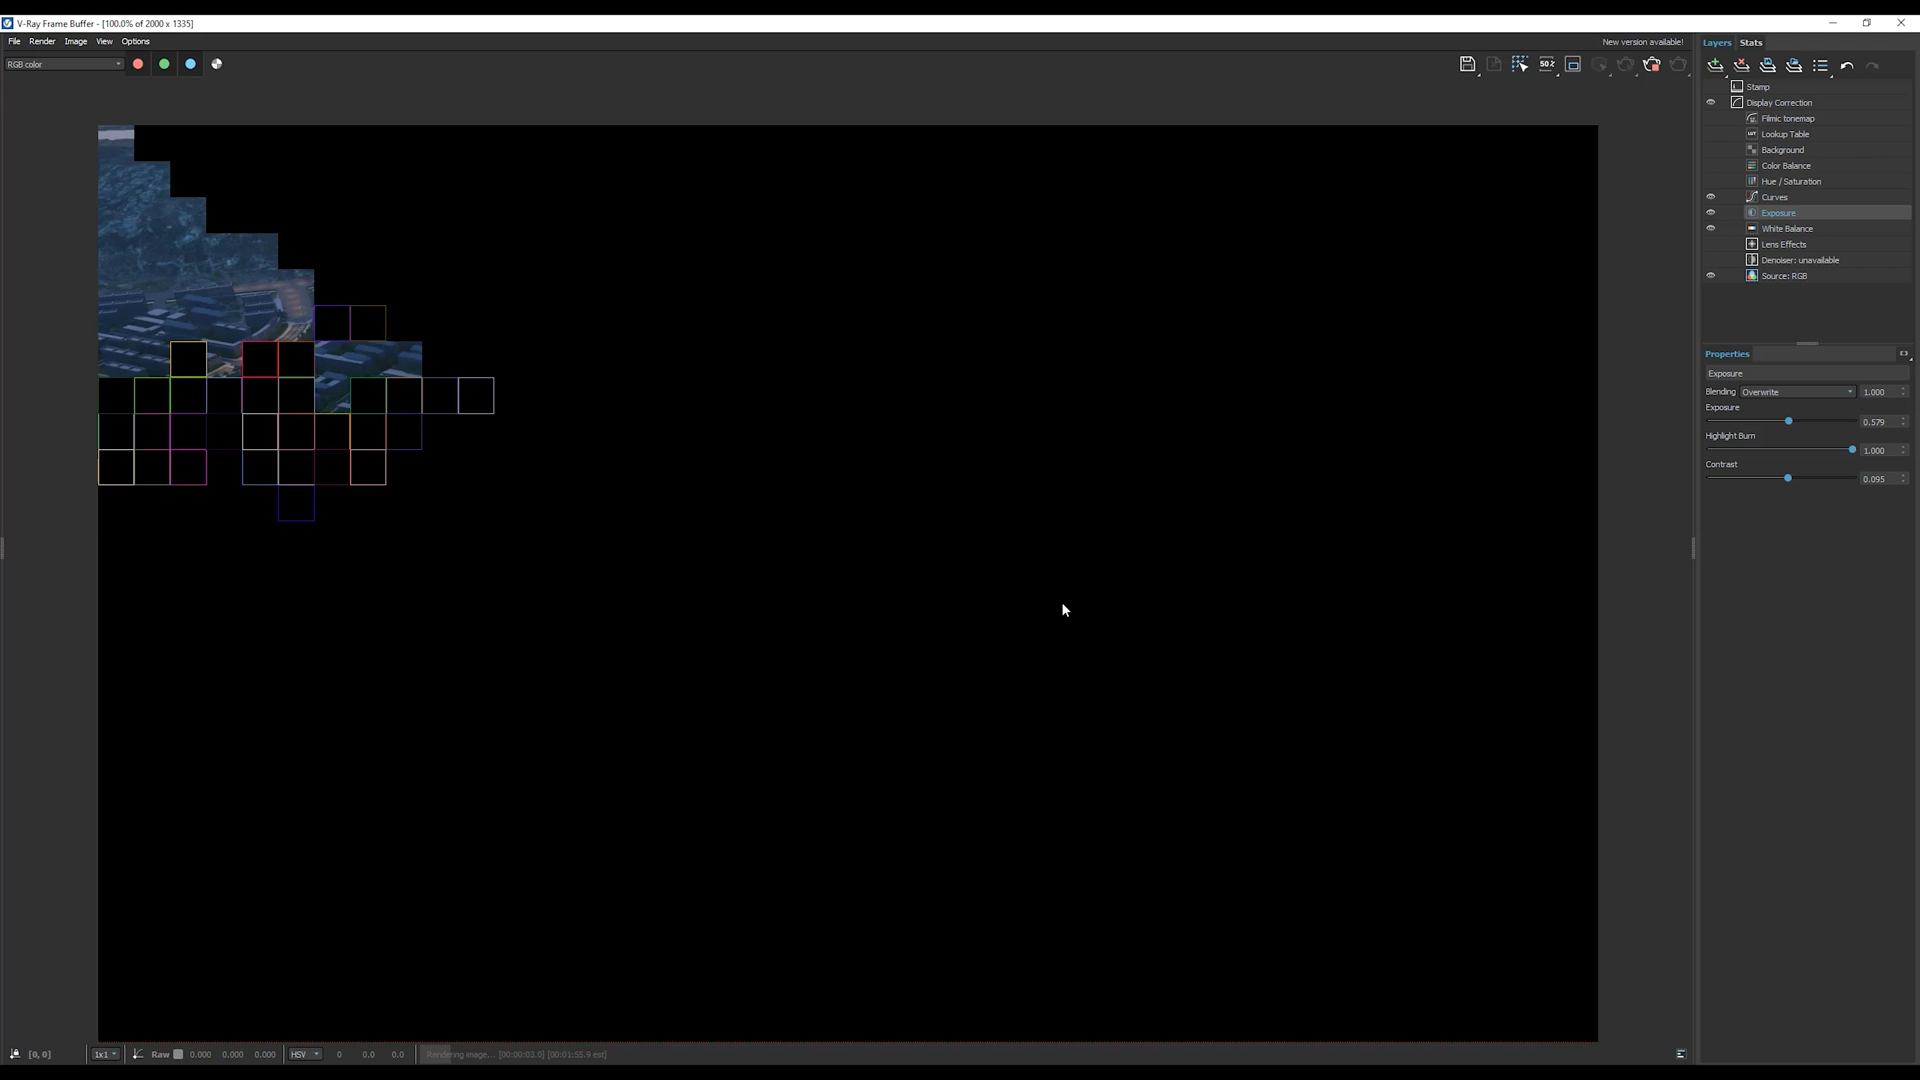 V-Ray Frame Buffer - [100.0% of 2000 x 1335]
File Render Image View Options
New version available!
Layers Stats
RGB color
50%
Stamp
Display Correction
Filmic tonemap
LUT Lookup Table
Background
Color Balance
Hue / Saturation
Curves
Exposure
White Balance
Lens Effects
Denoiser: unavailable
Source: RGB
Properties
Exposure
Blending Overwrite 1.000
Exposure
0.579
Highlight Burn
1.000
Contrast
0.095
[0, 0] 1x1 Raw 0.000 0.000 0.000 HSV 0 0.0 0.0 Rendering image... [00:00:03.0] [00:01:55.9 est]